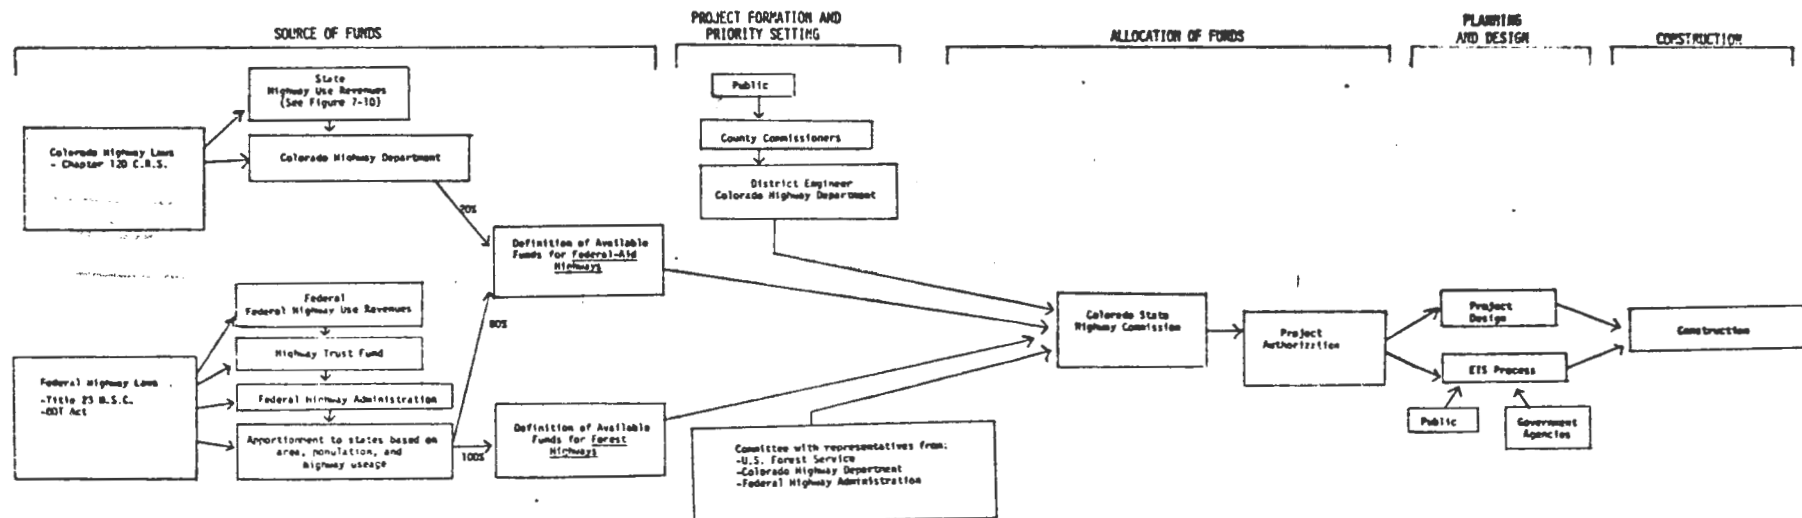 SOURCE OF FUNDS
PROJECT FORMATION AND
PRIORITY SETTING
ALLOCATION OF FUNDS
PLANNING
AND DESIGN
CONSTRUCTION
State
Highway Use Revenues
(See Figure 7-10)
Colorado Highway Laws
- Chapter 120 C.R.S.
Colorado Highway Department
20%
Federal
Federal Highway Use Revenues
Highway Trust Fund
Federal Highway Administration
Federal Highway Laws
-Title 23 U.S.C.
-DOT Act
Apportionment to states based on
area, population, and
highway useage
80%
100%
Definition of Available
Funds for Federal-Aid
Highways
Definition of Available
Funds for Forest
Highways
Public
County Commissioners
District Engineer
Colorado Highway Department
Committee with representatives from:
-U.S. Forest Service
-Colorado Highway Department
-Federal Highway Administration
Colorado State
Highway Commission
Project
Authorization
Project
Design
EIS Process
Public
Government
Agencies
Construction